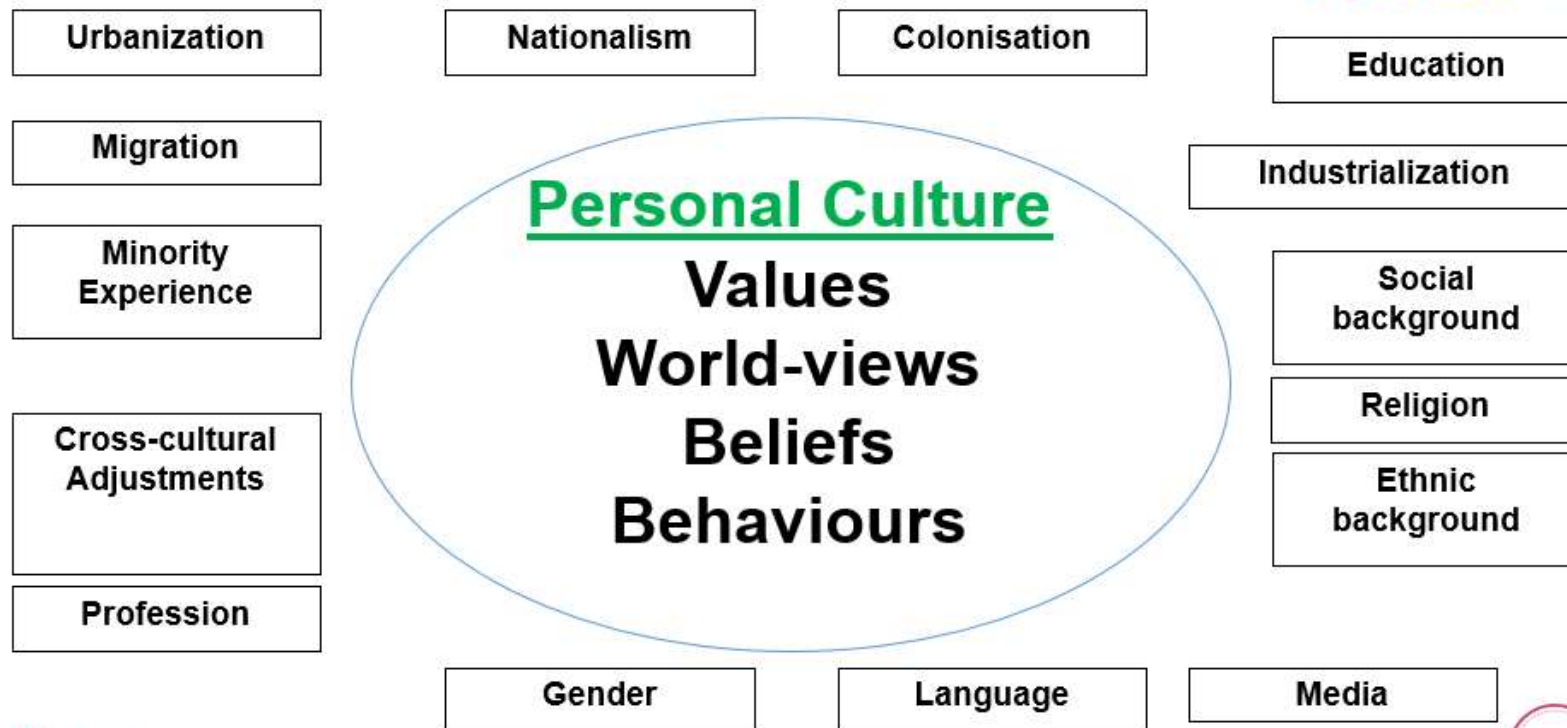 Urbanization
Nationalism
Colonisation
Education
Migration
Industrialization
Personal Culture
Values
World-views
Beliefs
Behaviours
Minority
Experience
Social
background
Religion
Cross-cultural
Adjustments
Ethnic
background
Profession
Gender
Language
Media